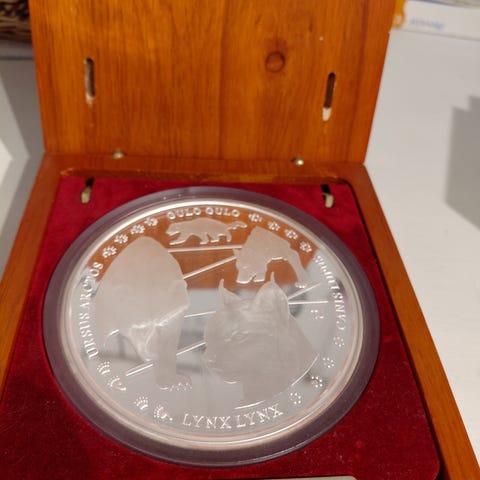 GULO GULO
CANIS LUPUS
LYNX LYNX
URSUS ARCTOS